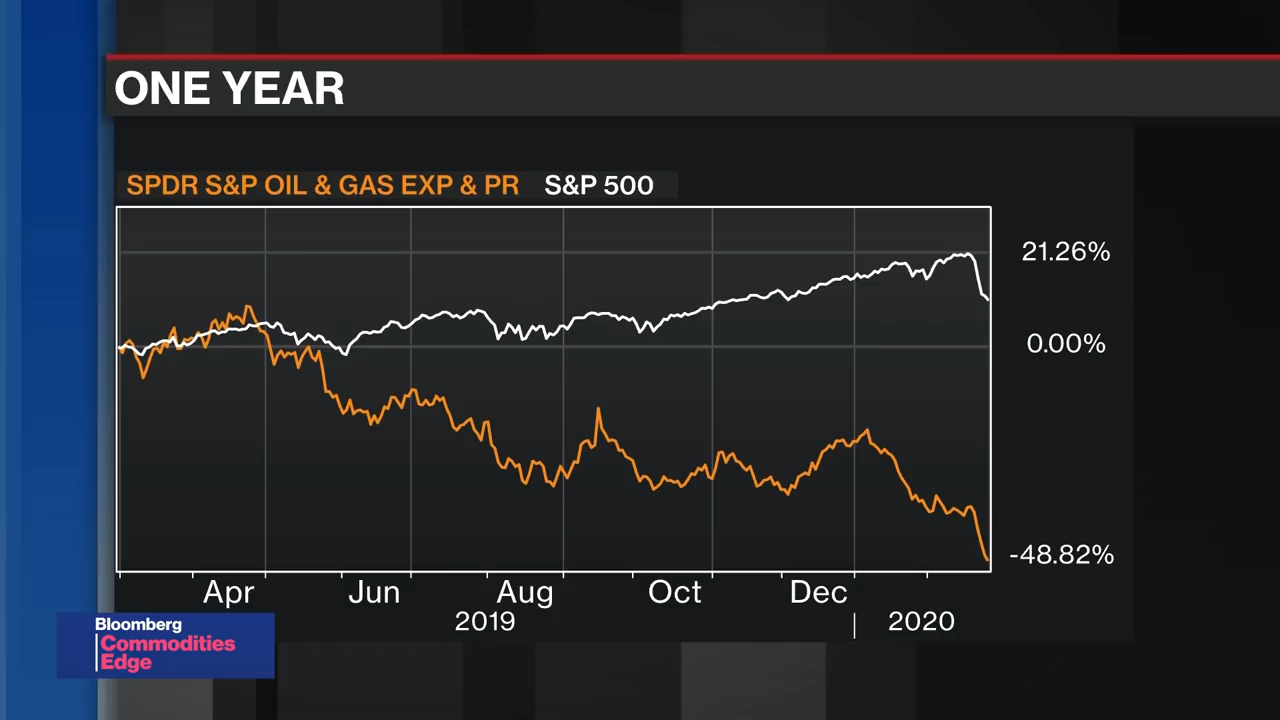 ONE YEAR
SPDR S&P OIL & GAS EXP & PR S&P 500
21.26%
0.00%
-48.82%
Apr Jun Aug Oct Dec
2019 2020
Bloomberg
Commodities
Edge